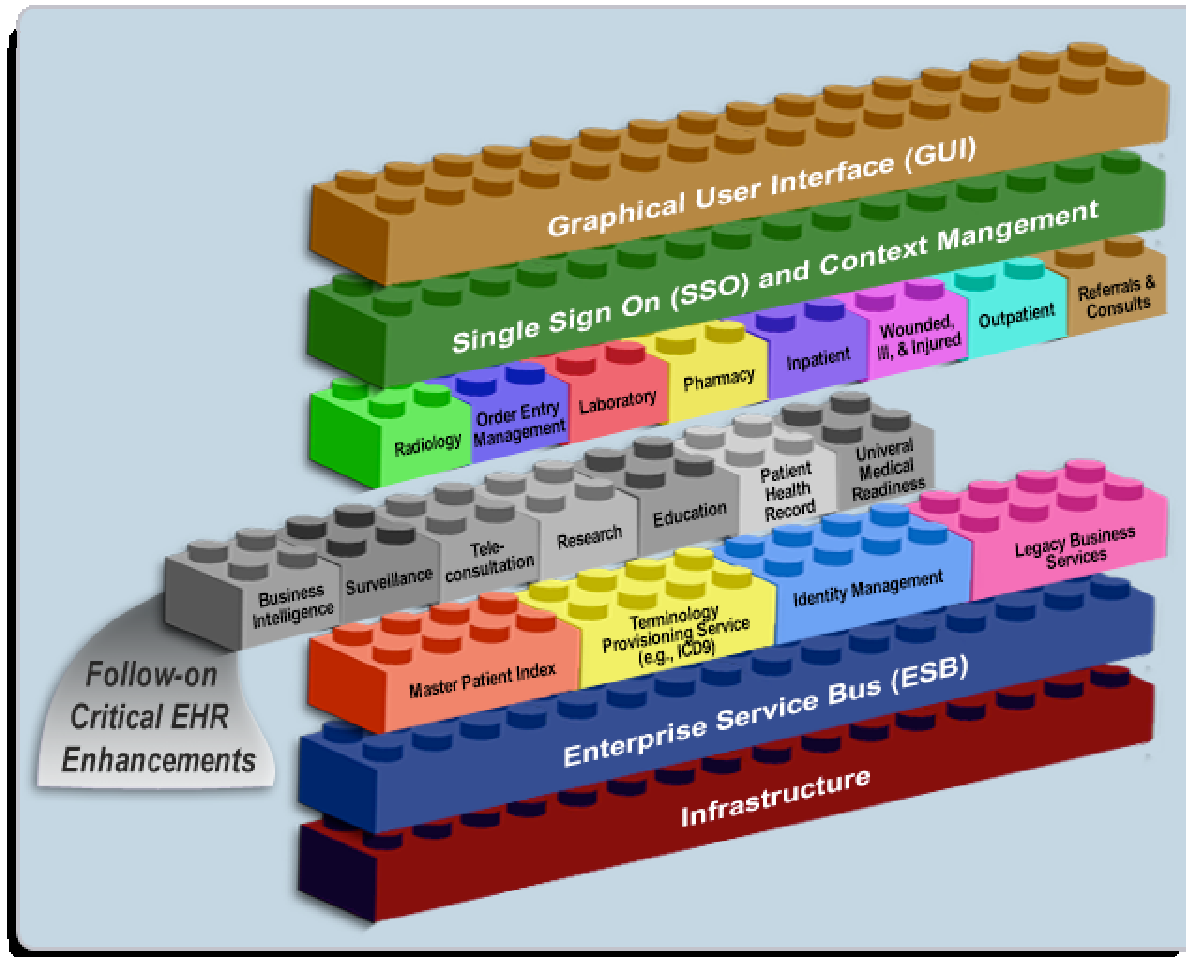 Graphical User Interface (GUI)
Single Sign On (SSO) and Context Mangement
Radiology
Order Entry
Management
Laboratory
Pharmacy
Inpatient
Wounded,
Ill, & Injured
Outpatient
Referrals &
Consults
Business
Intelligence
Surveillance
Tele-
consultation
Research
Education
Patient
Health
Record
Univeral
Medical
Readiness
Follow-on
Critical EHR
Enhancements
Master Patient Index
Terminology
Provisioning Service
(e.g., ICD9)
Identity Management
Legacy Business
Services
Enterprise Service Bus (ESB)
Infrastructure